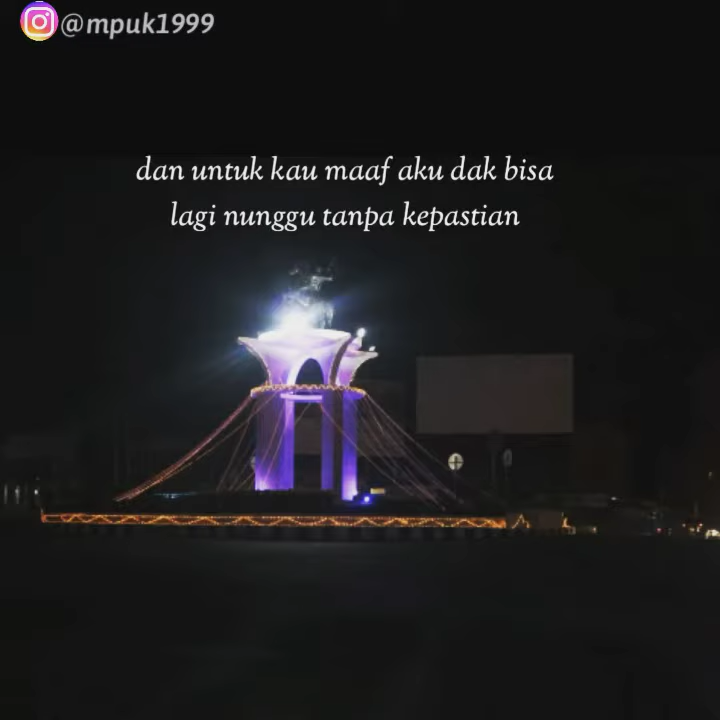 @mpuk1999
dan untuk kau maaf aku dak bisa
lagi nunggu tanpa kepastian